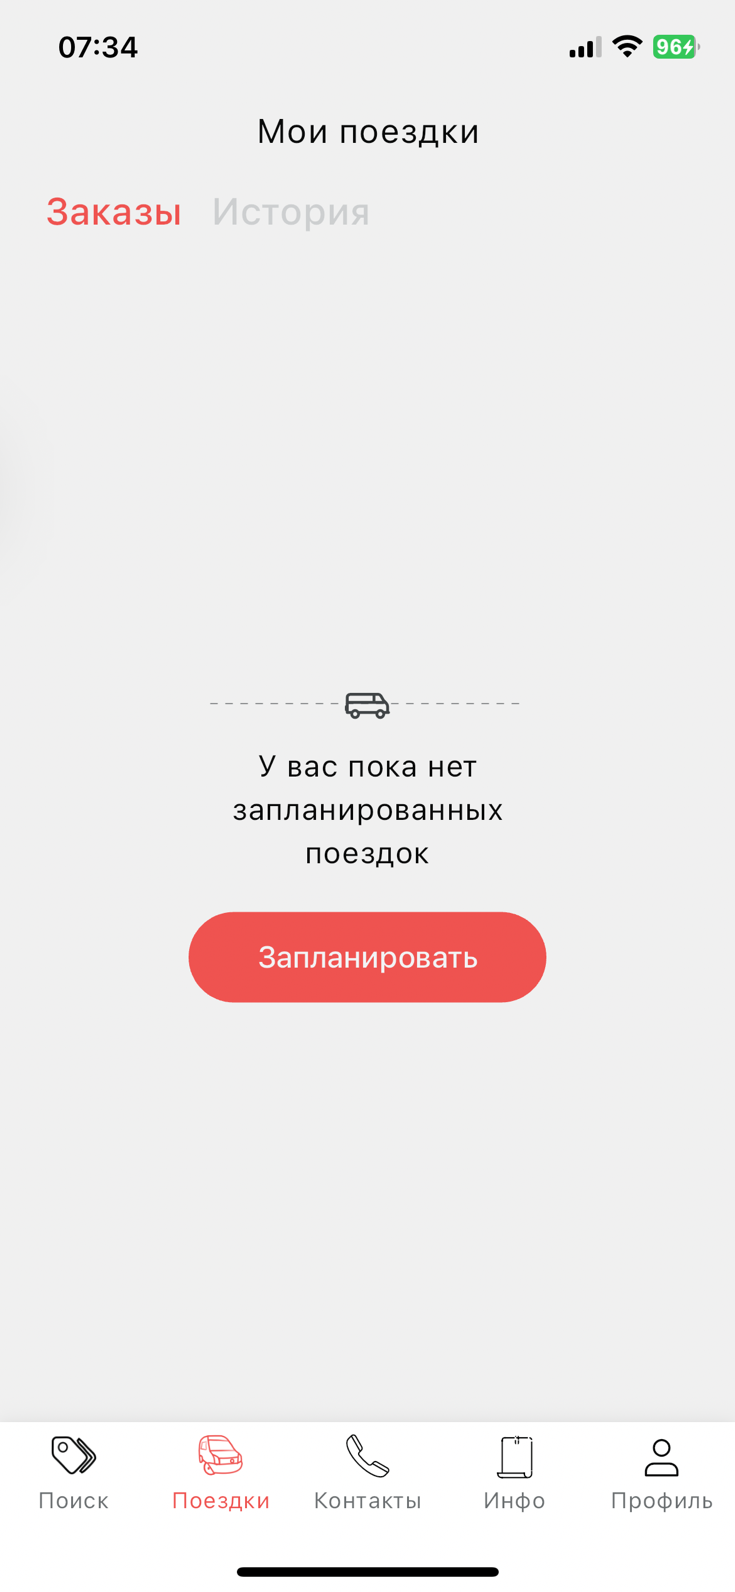 07:34
96
Мои поездки
Заказы История
У вас пока нет
запланированных
поездок
Запланировать
Поиск Поездки Контакты Инфо Профиль